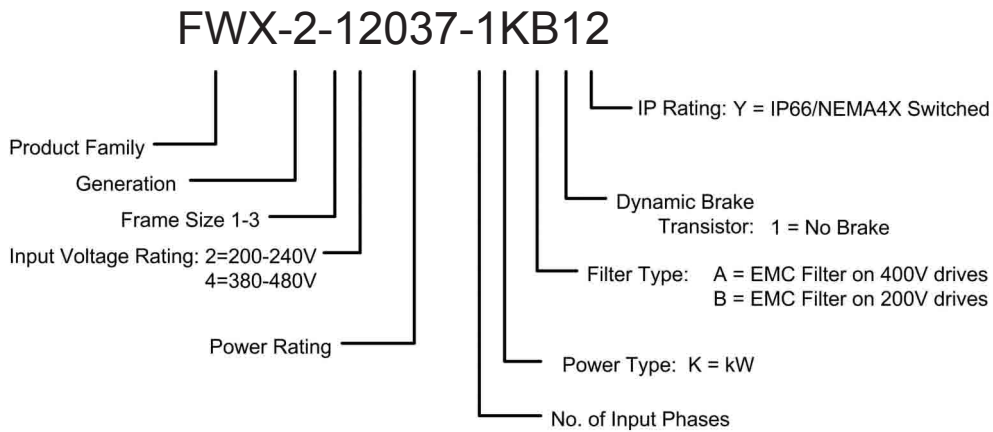 FWX-2-12037-1KB12
IP Rating: Y = IP66/NEMA4X Switched
Product Family
Generation
Dynamic Brake
Transistor: 1 = No Brake
Frame Size 1-3
Input Voltage Rating: 2=200-240V
4=380-480V
Filter Type: A = EMC Filter on 400V drives
B = EMC Filter on 200V drives
Power Rating
Power Type: K = kW
No. of Input Phases